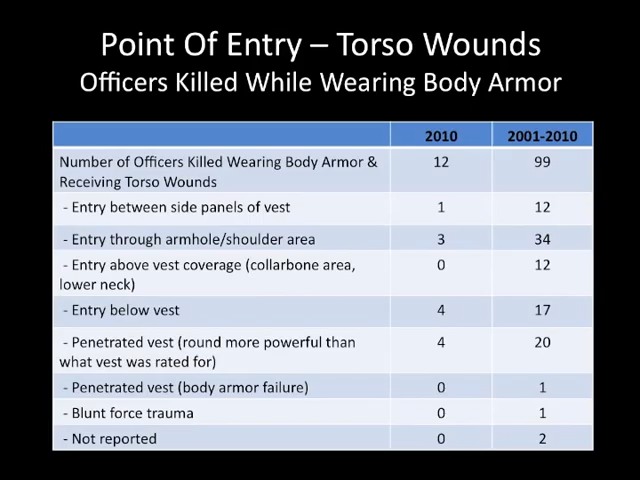 Point Of Entry – Torso Wounds
Officers Killed While Wearing Body Armor
2010 2001-2010
Number of Officers Killed Wearing Body Armor & 12 99
Receiving Torso Wounds
- Entry between side panels of vest 1 12
- Entry through armhole/shoulder area 3 34
- Entry above vest coverage (collarbone area, 0 12
lower neck)
- Entry below vest 4 17
- Penetrated vest (round more powerful than 4 20
what vest was rated for)
- Penetrated vest (body armor failure) 0 1
- Blunt force trauma 0 1
- Not reported 0 2